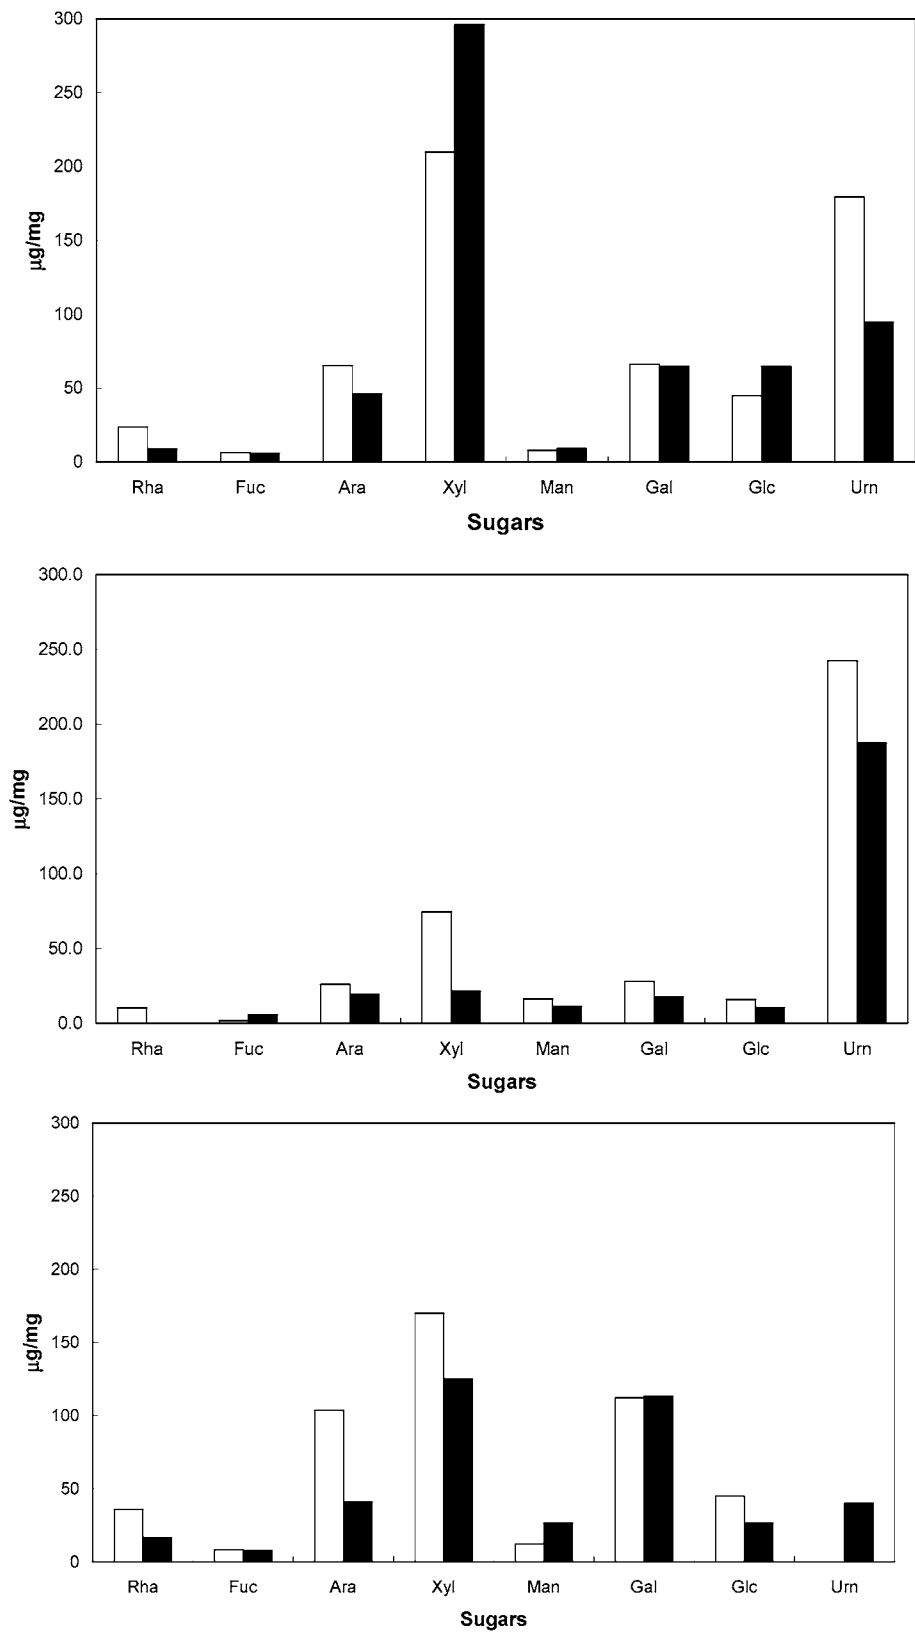 300
250
200
150
100
50
0
µg/mg
Rha Fuc Ara Xyl Man Gal Glc Urn
Sugars
300.0
250.0
200.0
150.0
100.0
50.0
0.0
µg/mg
Rha Fuc Ara Xyl Man Gal Glc Urn
Sugars
300
250
200
150
100
50
0
µg/mg
Rha Fuc Ara Xyl Man Gal Glc Urn
Sugars